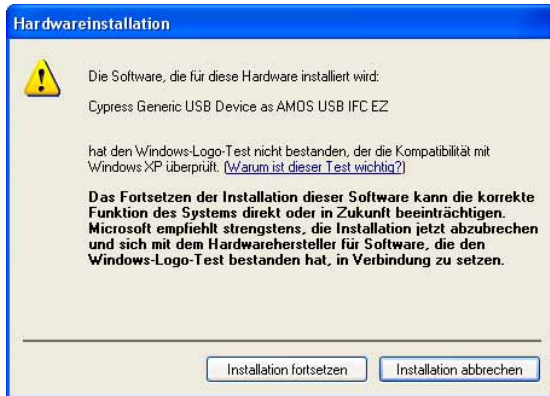 Hardwareinstallation
Die Software, die für diese Hardware installiert wird:
Cypress Generic USB Device as AMOS USB IFC EZ
hat den Windows-Logo-Test nicht bestanden, der die Kompatibilität mit
Windows XP überprüft. (Warum ist dieser Test wichtig?)
Das Fortsetzen der Installation dieser Software kann die korrekte
Funktion des Systems direkt oder in Zukunft beeinträchtigen.
Microsoft empfiehlt strengstens, die Installation jetzt abzubrechen
und sich mit dem Hardwarehersteller für Software, die den
Windows-Logo-Test bestanden hat, in Verbindung zu setzen.
Installation fortsetzen
Installation abbrechen